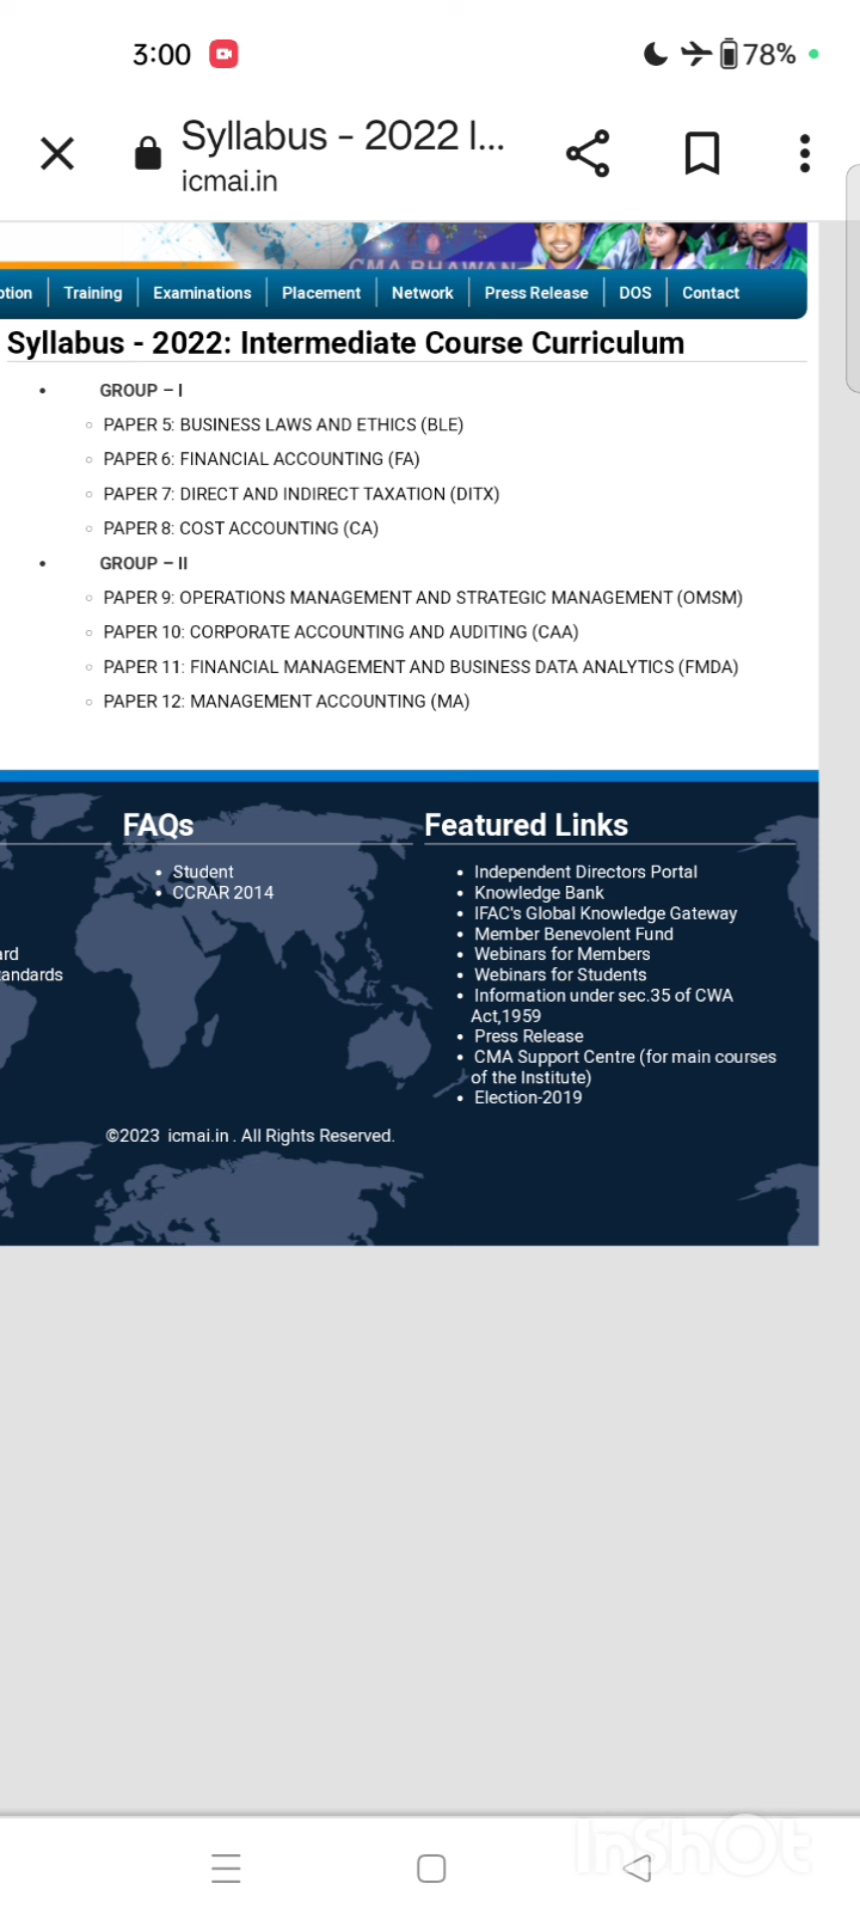 3:00
78%
Syllabus - 2022 I...
icmai.in
CMA BHAWAN
ption Training Examinations Placement Network Press Release DOS Contact
Syllabus - 2022: Intermediate Course Curriculum
GROUP – I
PAPER 5: BUSINESS LAWS AND ETHICS (BLE)
PAPER 6: FINANCIAL ACCOUNTING (FA)
PAPER 7: DIRECT AND INDIRECT TAXATION (DITX)
PAPER 8: COST ACCOUNTING (CA)
GROUP – II
PAPER 9: OPERATIONS MANAGEMENT AND STRATEGIC MANAGEMENT (OMSM)
PAPER 10: CORPORATE ACCOUNTING AND AUDITING (CAA)
PAPER 11: FINANCIAL MANAGEMENT AND BUSINESS DATA ANALYTICS (FMDA)
PAPER 12: MANAGEMENT ACCOUNTING (MA)
ard
andards
FAQs
Student
CCRAR 2014
Featured Links
Independent Directors Portal
Knowledge Bank
IFAC's Global Knowledge Gateway
Member Benevolent Fund
Webinars for Members
Webinars for Students
Information under sec.35 of CWA
Act,1959
Press Release
CMA Support Centre (for main courses
of the Institute)
Election-2019
©2023 icmai.in . All Rights Reserved.
InShOt